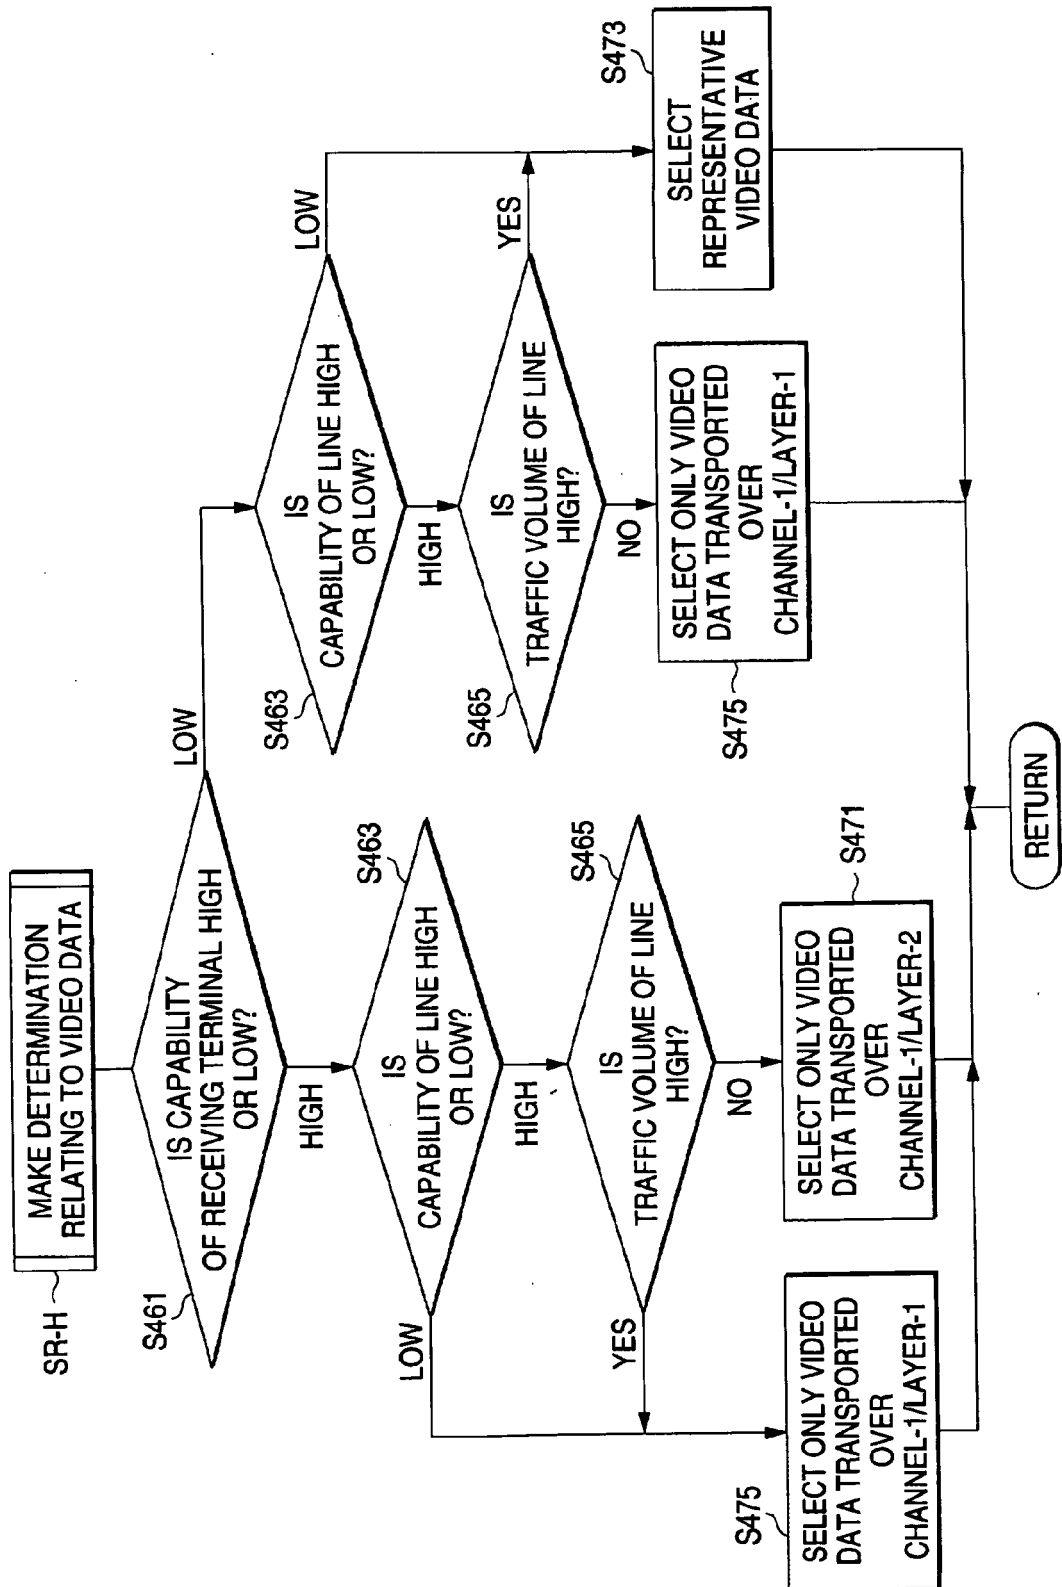 SR-H
MAKE DETERMINATION
RELATING TO VIDEO DATA
S461
IS CAPABILITY
OF RECEIVING TERMINAL HIGH
OR LOW?
LOW
HIGH
S463
IS
CAPABILITY OF LINE HIGH
OR LOW?
LOW
HIGH
S465
IS
TRAFFIC VOLUME OF LINE
HIGH?
YES
NO
S475
SELECT ONLY VIDEO
DATA TRANSPORTED
OVER
CHANNEL-1/LAYER-1
S471
SELECT ONLY VIDEO
DATA TRANSPORTED
OVER
CHANNEL-1/LAYER-2
S463
IS
CAPABILITY OF LINE HIGH
OR LOW?
LOW
HIGH
S465
IS
TRAFFIC VOLUME OF LINE
HIGH?
YES
NO
S475
SELECT ONLY VIDEO
DATA TRANSPORTED
OVER
CHANNEL-1/LAYER-1
S473
SELECT
REPRESENTATIVE
VIDEO DATA
RETURN